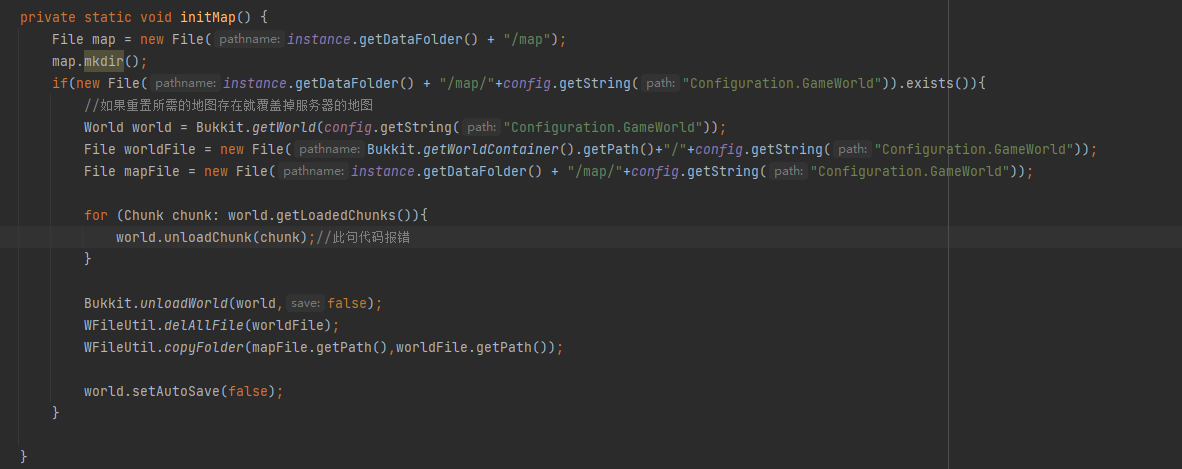 private static void initMap() {
File map = new File( pathname: instance.getDataFolder() + "/map");
map.mkdir();
if(new File( pathname: instance.getDataFolder() + "/map/"+config.getString( path: "Configuration.GameWorld")).exists()){
//如果重置所需的地图存在就覆盖掉服务器的地图
World world = Bukkit.getWorld(config.getString( path: "Configuration.GameWorld"));
File worldFile = new File( pathname: Bukkit.getWorldContainer().getPath()+"/"+config.getString( path: "Configuration.GameWorld"));
File mapFile = new File( pathname: instance.getDataFolder() + "/map/"+config.getString( path: "Configuration.GameWorld"));
for (Chunk chunk: world.getLoadedChunks()){
world.unloadChunk(chunk);//此句代码报错
}
Bukkit.unloadWorld(world, save: false);
WFileUtil.delAllFile(worldFile);
WFileUtil.copyFolder(mapFile.getPath(),worldFile.getPath());
world.setAutoSave(false);
}
}